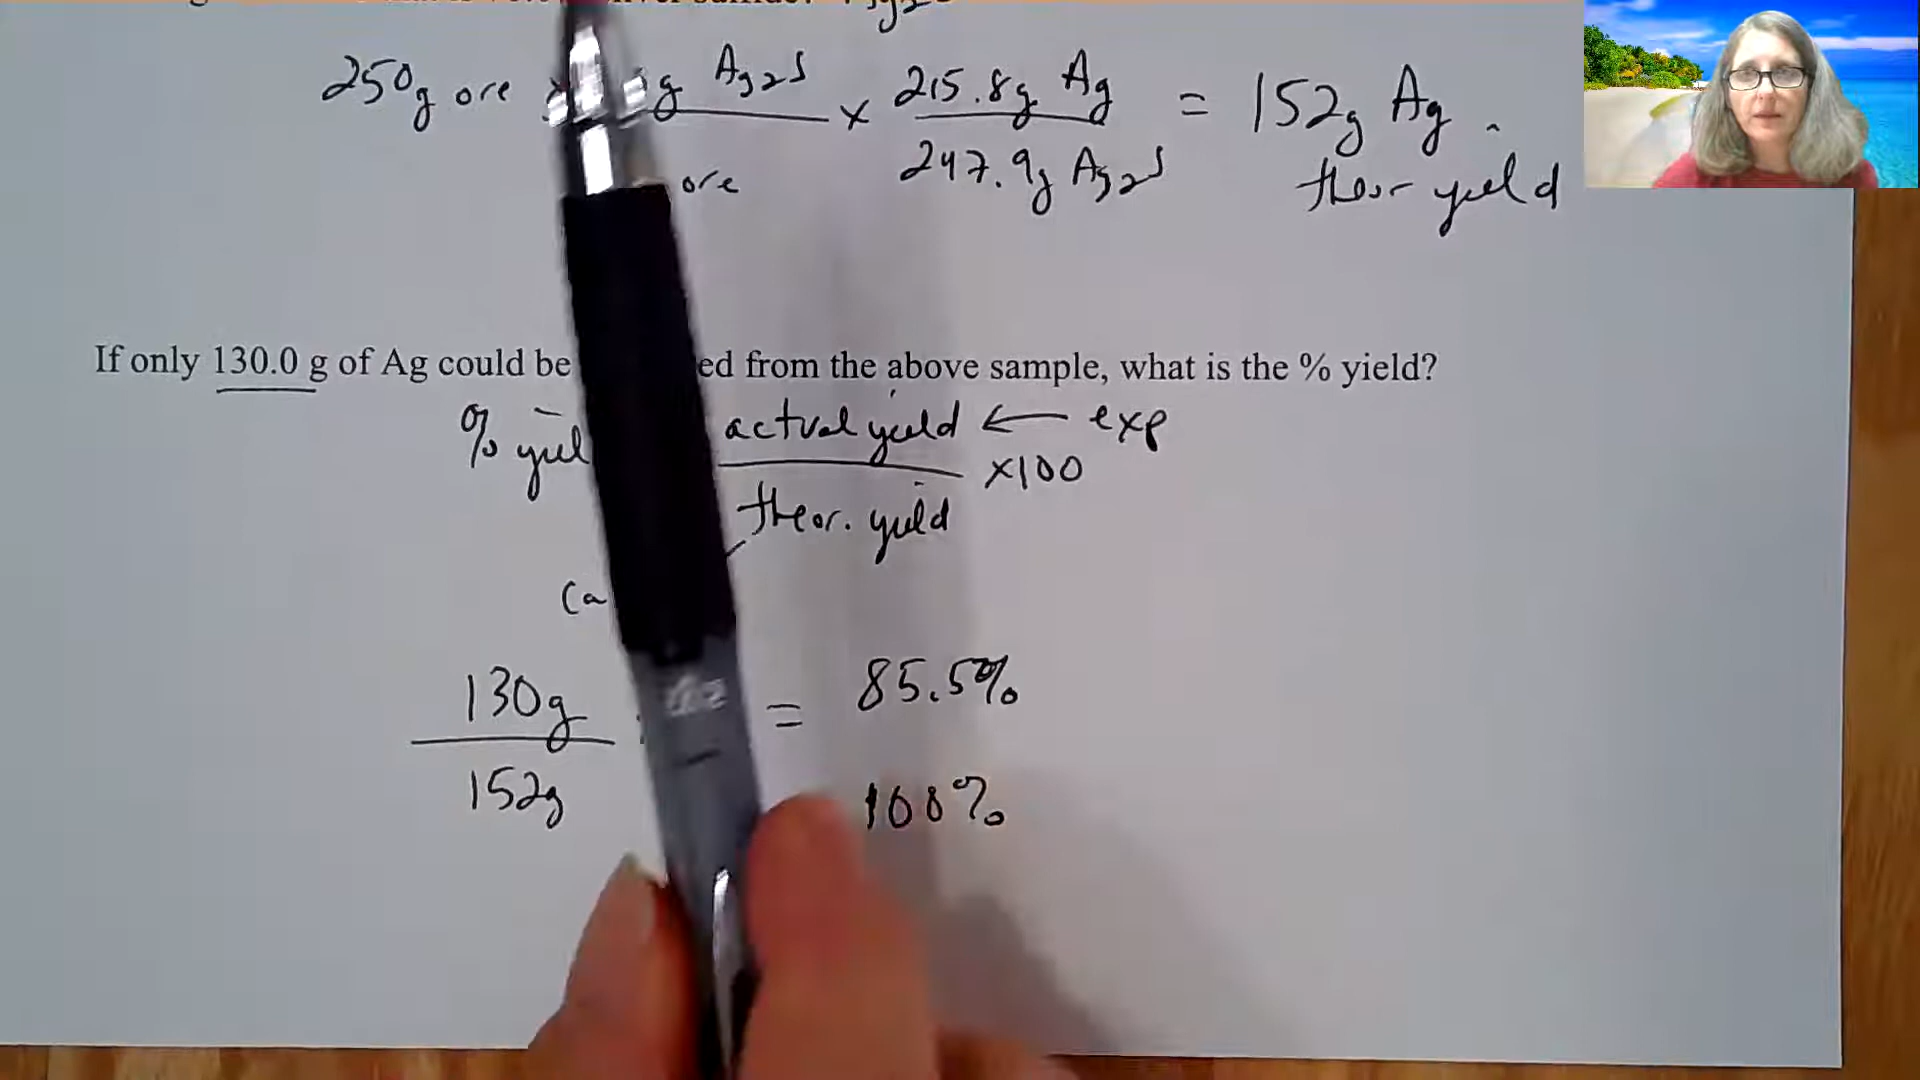 250g ore g Ag2S x 215.8g Ag = 152g Ag.
ore 247.9g Ag2S theor yield
If only 130.0 g of Ag could be ed from the above sample, what is the % yield?
% yiel actual yield ← exp
x100
theor. yield
Ca
130g = 85.5%
152g 100%